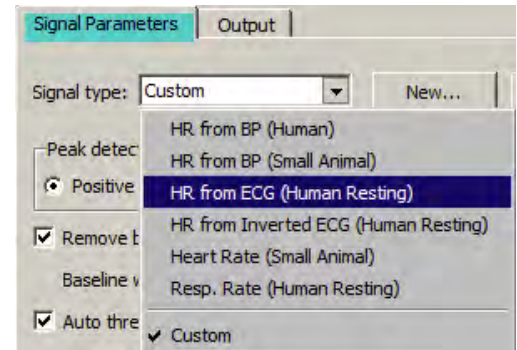 Signal Parameters Output
Signal type: Custom New...
HR from BP (Human)
Peak detec
HR from BP (Small Animal)
Positive
HR from ECG (Human Resting)
HR from Inverted ECG (Human Resting)
Remove b
Heart Rate (Small Animal)
Baseline w
Resp. Rate (Human Resting)
Auto thre
Custom